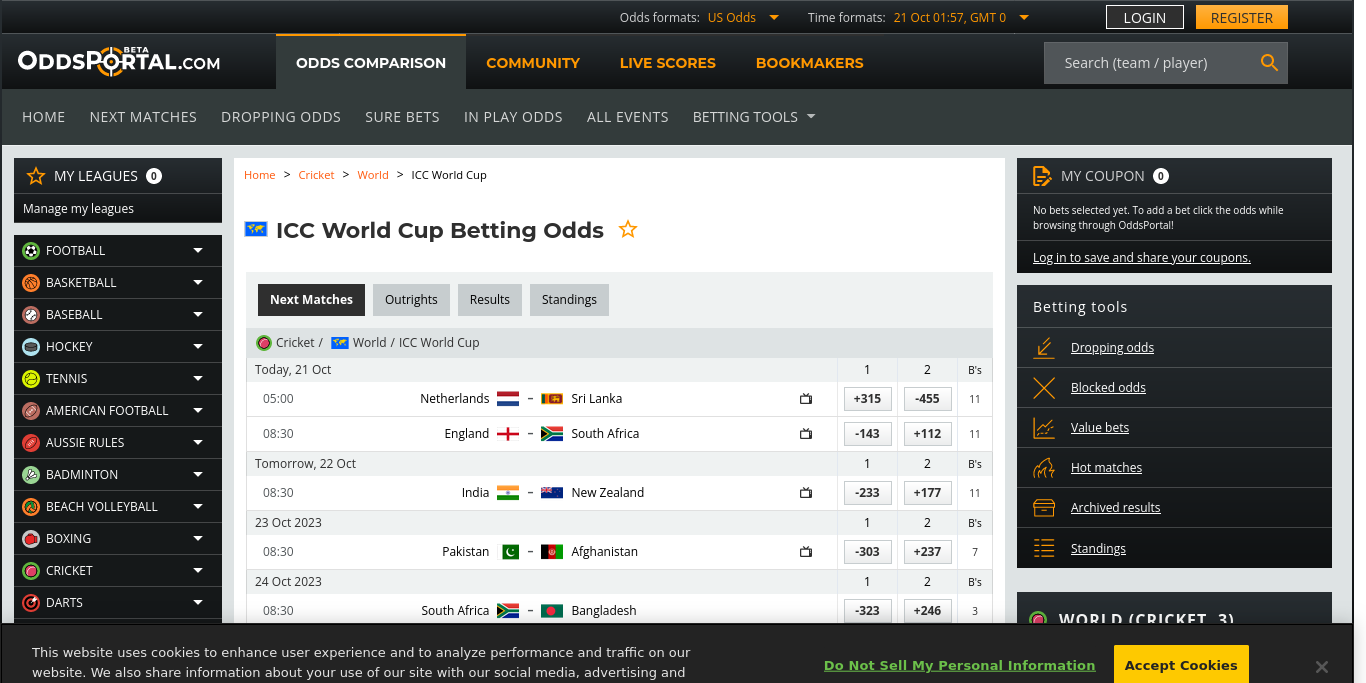 Odds formats: US Odds Time formats: 21 Oct 01:57, GMT 0 LOGIN REGISTER
BETA
ODDSPORTAL.COM ODDS COMPARISON COMMUNITY LIVE SCORES BOOKMAKERS Search (team / player)
HOME NEXT MATCHES DROPPING ODDS SURE BETS IN PLAY ODDS ALL EVENTS BETTING TOOLS
MY LEAGUES 0
Manage my leagues
FOOTBALL
BASKETBALL
BASEBALL
HOCKEY
TENNIS
AMERICAN FOOTBALL
AUSSIE RULES
BADMINTON
BEACH VOLLEYBALL
BOXING
CRICKET
DARTS
Home > Cricket > World > ICC World Cup
ICC World Cup Betting Odds
Next Matches Outrights Results Standings
Cricket / World / ICC World Cup
Today, 21 Oct 1 2 B's
05:00 Netherlands – Sri Lanka +315 -455 11
08:30 England – South Africa -143 +112 11
Tomorrow, 22 Oct 1 2 B's
08:30 India – New Zealand -233 +177 11
23 Oct 2023 1 2 B's
08:30 Pakistan – Afghanistan -303 +237 7
24 Oct 2023 1 2 B's
08:30 South Africa – Bangladesh -323 +246 3
MY COUPON 0
No bets selected yet. To add a bet click the odds while
browsing through OddsPortal!
Log in to save and share your coupons.
Betting tools
Dropping odds
Blocked odds
Value bets
Hot matches
Archived results
Standings
WORLD (CRICKET, 3)
This website uses cookies to enhance user experience and to analyze performance and traffic on our
website. We also share information about your use of our site with our social media, advertising and
Do Not Sell My Personal Information Accept Cookies